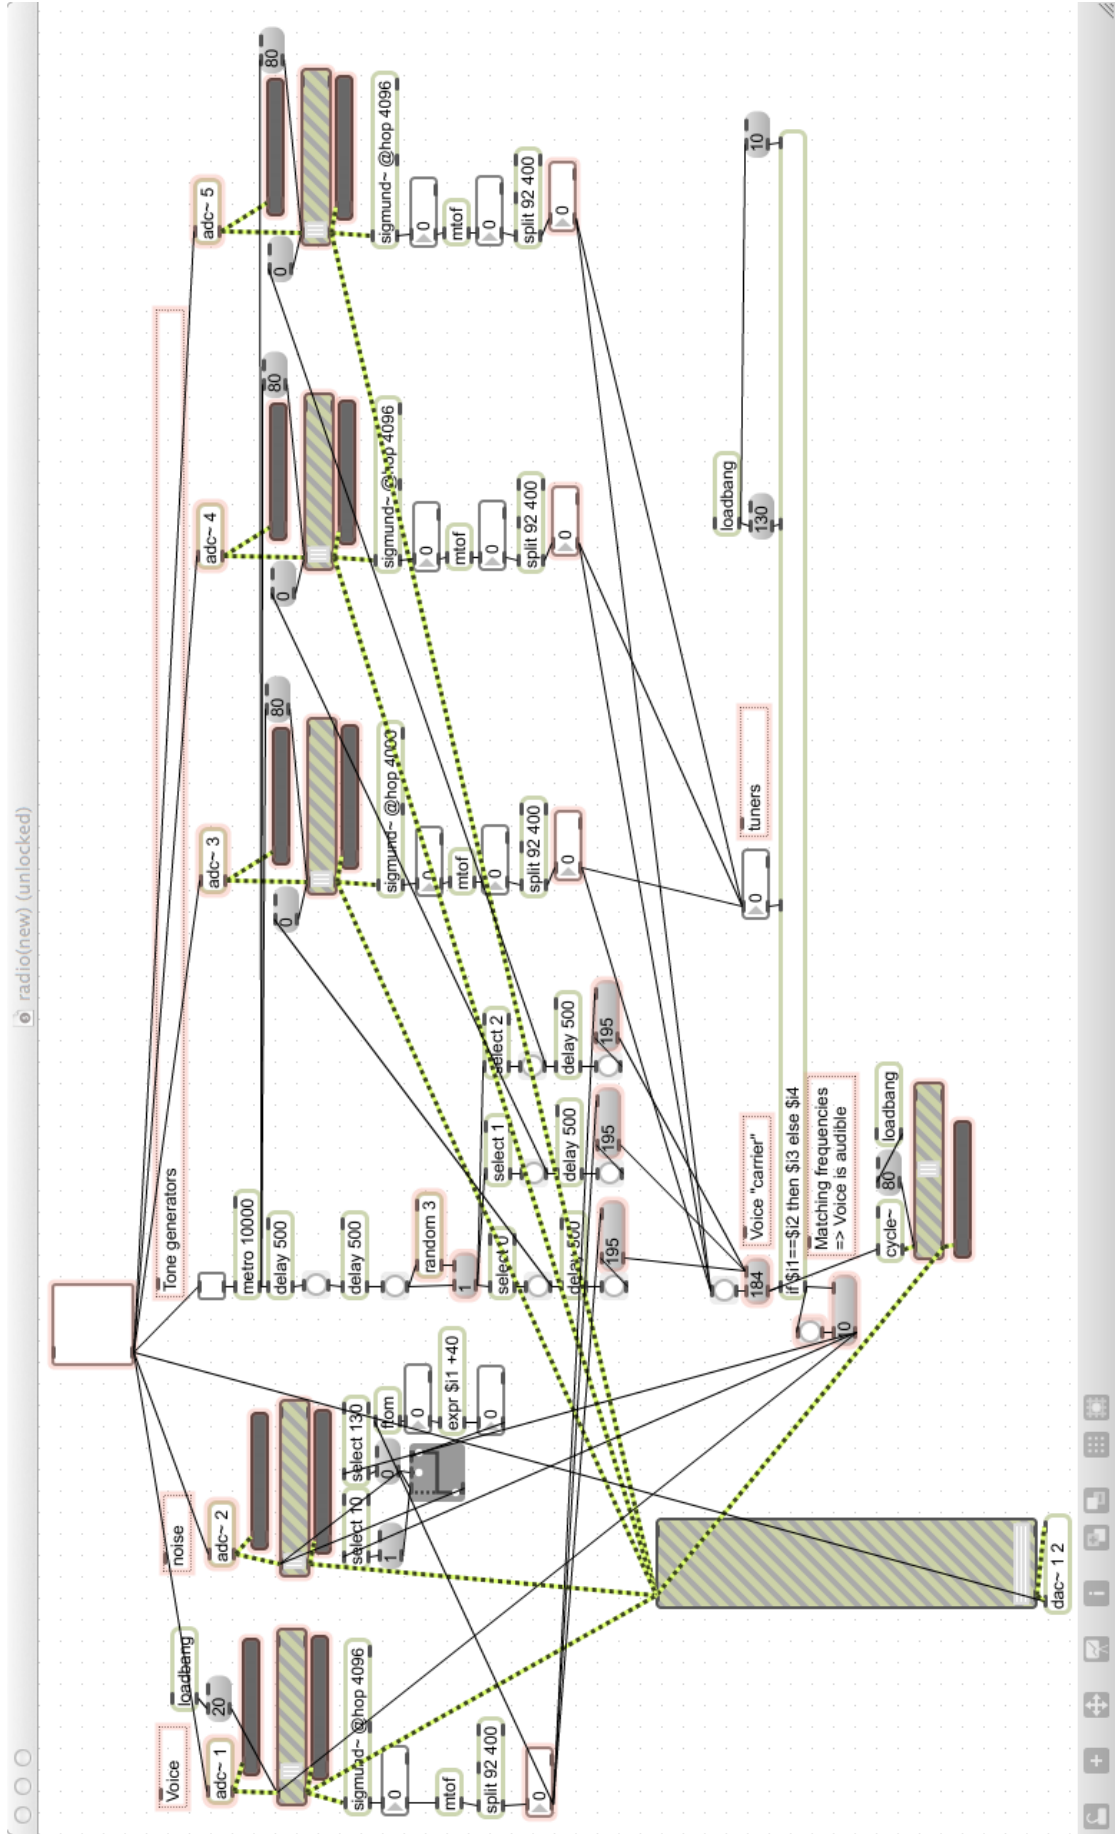 radio(new) (unlocked)
Voice
loadbang
adc~ 1
20
sigmund~ @hop 4096
0
mtof
split 92 400
0
noise
adc~ 2
select 10
select 130
1
0
ftom
0
expr $i1 +40
0
Tone generators
metro 10000
delay 500
delay 500
random 3
1
select 0
select 1
select 2
delay 500
delay 500
delay 500
195
195
195
adc~ 3
0
80
sigmund~ @hop
0
mtof
0
split 92 400
0
adc~ 4
0
80
sigmund~ @hop 4096
0
mtof
0
split 92 400
0
adc~ 5
0
80
sigmund~ @hop 4096
0
mtof
0
split 92 400
0
Voice "carrier"
184
tuners
0
loadbang
130
10
if $i1==$i2 then $i3 else $i4
Matching frequencies
=> Voice is audible
10
loadbang
80
cycle~
dac~ 1 2